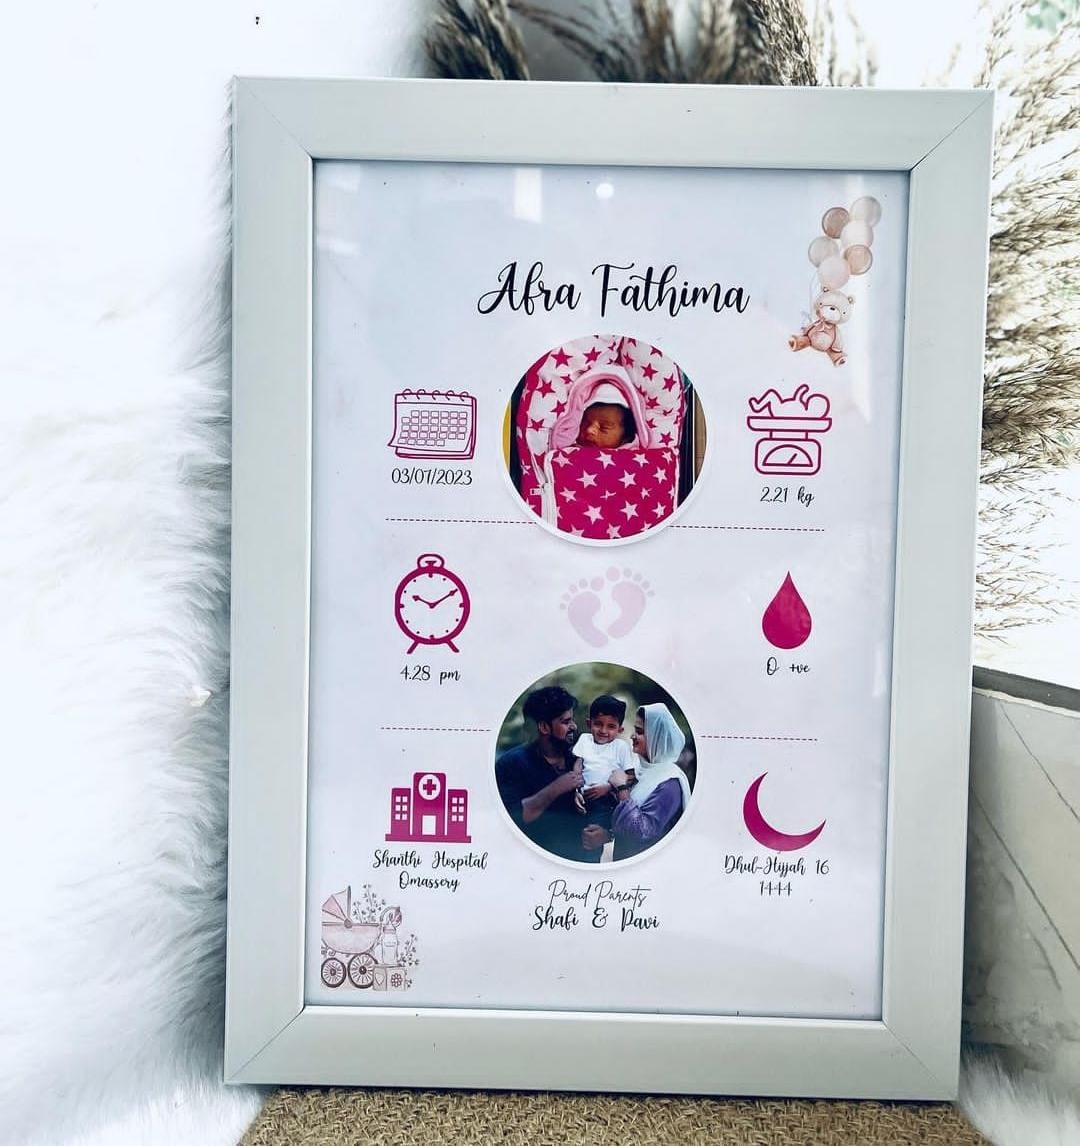 Afra Fathima
03/07/2023
2.21 kg
4.28 pm
O +ve
Shanthi Hospital
Omassery
Dhul-Hijjah 16
1444
Proud Parents
Shafi & Pavi